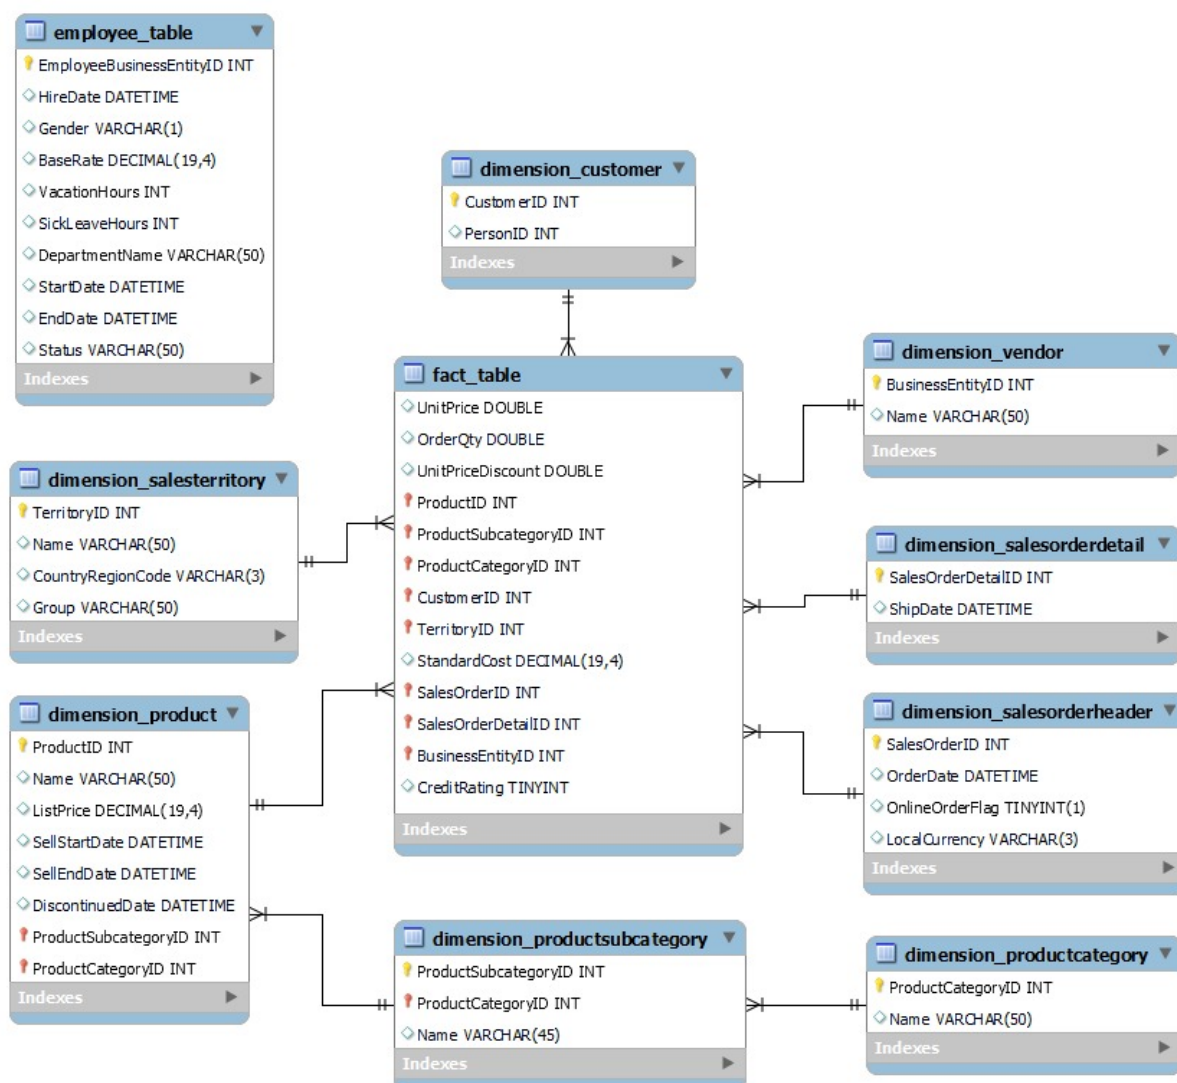 employee_table
EmployeeBusinessEntityID INT
HireDate DATETIME
Gender VARCHAR(1)
BaseRate DECIMAL(19,4)
VacationHours INT
SickLeaveHours INT
DepartmentName VARCHAR(50)
StartDate DATETIME
EndDate DATETIME
Status VARCHAR(50)
Indexes
dimension_customer
CustomerID INT
PersonID INT
Indexes
fact_table
UnitPrice DOUBLE
OrderQty DOUBLE
UnitPriceDiscount DOUBLE
ProductID INT
ProductSubcategoryID INT
ProductCategoryID INT
CustomerID INT
TerritoryID INT
StandardCost DECIMAL(19,4)
SalesOrderID INT
SalesOrderDetailID INT
BusinessEntityID INT
CreditRating TINYINT
Indexes
dimension_vendor
BusinessEntityID INT
Name VARCHAR(50)
Indexes
dimension_salesterritory
TerritoryID INT
Name VARCHAR(50)
CountryRegionCode VARCHAR(3)
Group VARCHAR(50)
Indexes
dimension_salesorderdetail
SalesOrderDetailID INT
ShipDate DATETIME
Indexes
dimension_product
ProductID INT
Name VARCHAR(50)
ListPrice DECIMAL(19,4)
SellStartDate DATETIME
SellEndDate DATETIME
DiscontinuedDate DATETIME
ProductSubcategoryID INT
ProductCategoryID INT
Indexes
dimension_salesorderheader
SalesOrderID INT
OrderDate DATETIME
OnlineOrderFlag TINYINT(1)
LocalCurrency VARCHAR(3)
Indexes
dimension_productsubcategory
ProductSubcategoryID INT
ProductCategoryID INT
Name VARCHAR(45)
Indexes
dimension_productcategory
ProductCategoryID INT
Name VARCHAR(50)
Indexes